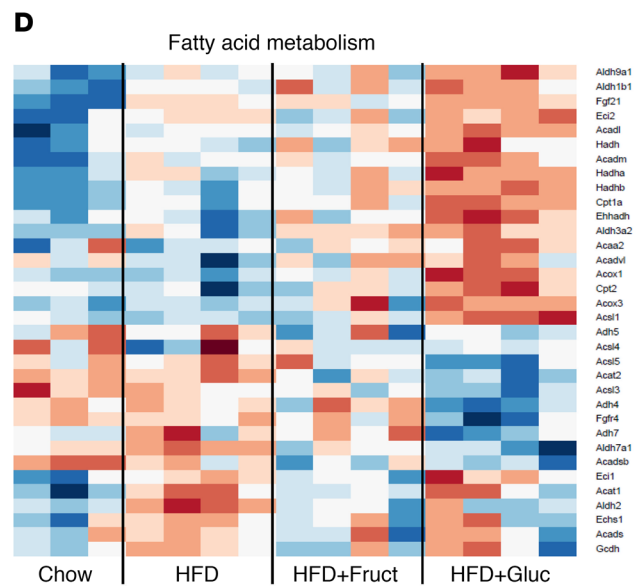 D
Fatty acid metabolism
Aldh9a1
Aldh1b1
Fgf21
Eci2
Acadl
Hadh
Acadm
Hadha
Hadhb
Cpt1a
Ehhadh
Aldh3a2
Acaa2
Acadvl
Acox1
Cpt2
Acox3
Acsl1
Adh5
Acsl4
Acsl5
Acat2
Acsl3
Adh4
Fgfr4
Adh7
Aldh7a1
Acadsb
Eci1
Acat1
Aldh2
Echs1
Acads
Gcdh
Chow HFD HFD+Fruct HFD+Gluc